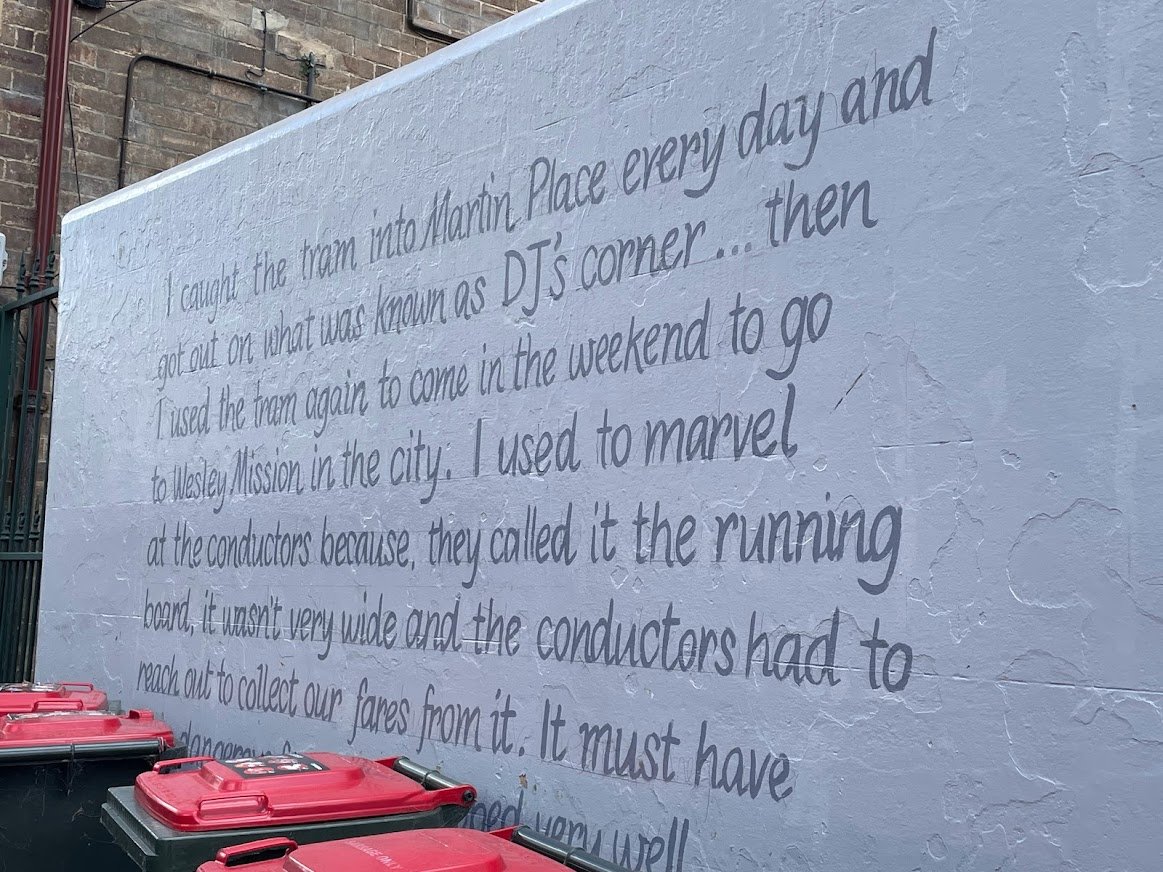 I caught the tram into Martin Place every day and
got out on what was known as DJ's corner ... then
I used the tram again to come in the weekend to go
to Wesley Mission in the city. I used to marvel
at the conductors because, they called it the running
board, it wasn't very wide and the conductors had to
reach out to collect our fares from it. It must have
very well
GARBAGE ONLY